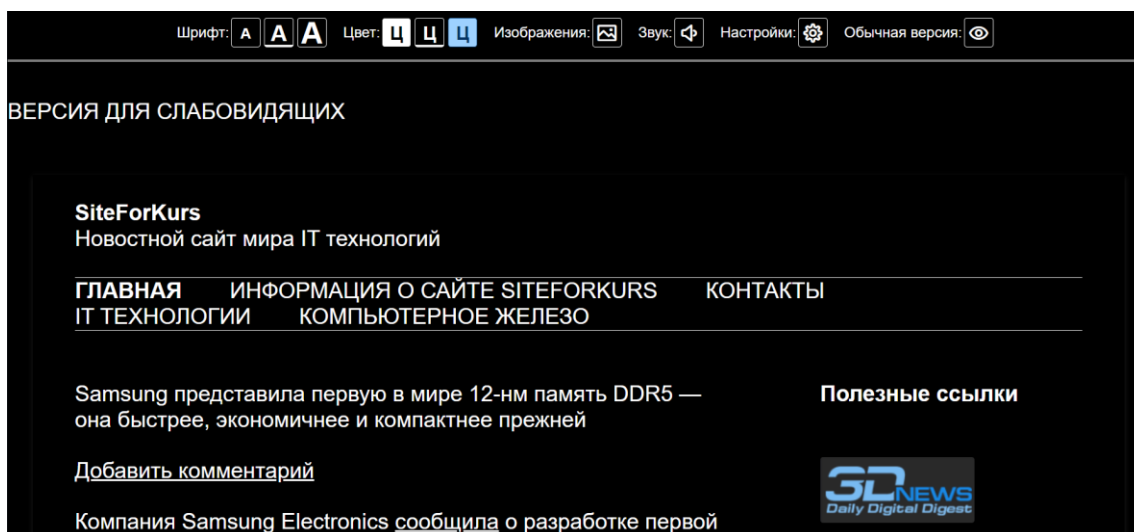 Шрифт: А А А Цвет: Ц Ц Ц Изображения: Звук: Настройки: Обычная версия:
ВЕРСИЯ ДЛЯ СЛАБОВИДЯЩИХ
SiteForKurs
Новостной сайт мира IT технологий
ГЛАВНАЯ ИНФОРМАЦИЯ О САЙТЕ SITEFORKURS КОНТАКТЫ
IT ТЕХНОЛОГИИ КОМПЬЮТЕРНОЕ ЖЕЛЕЗО
Samsung представила первую в мире 12-нм память DDR5 —
она быстрее, экономичнее и компактнее прежней
Добавить комментарий
Компания Samsung Electronics сообщила о разработке первой
Полезные ссылки
3DNEWS
Daily Digital Digest